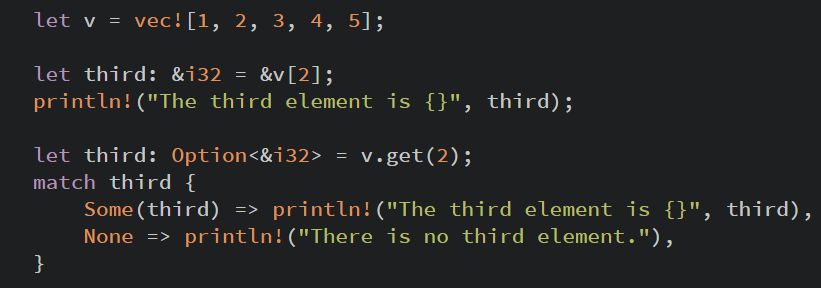 let v = vec![1, 2, 3, 4, 5];
let third: &i32 = &v[2];
println!("The third element is {}", third);
let third: Option<&i32> = v.get(2);
match third {
    Some(third) => println!("The third element is {}", third),
    None => println!("There is no third element."),
}